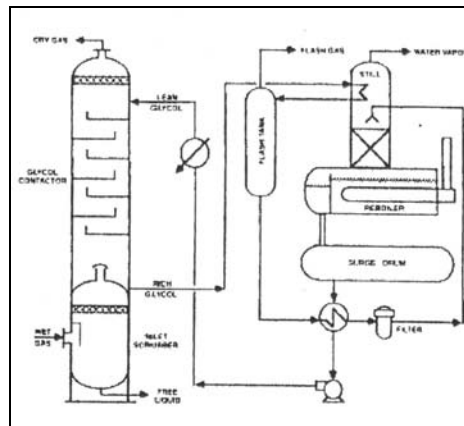 DRY GAS
FLASH GAS
WATER VAPOR
STILL
LEAN
GLYCOL
FLASH TANK
GLYCOL
CONTACTOR
REBOILER
SURGE DRUM
RICH
GLYCOL
WET
GAS
INLET
SCRUBBER
FILTER
FREE
LIQUID